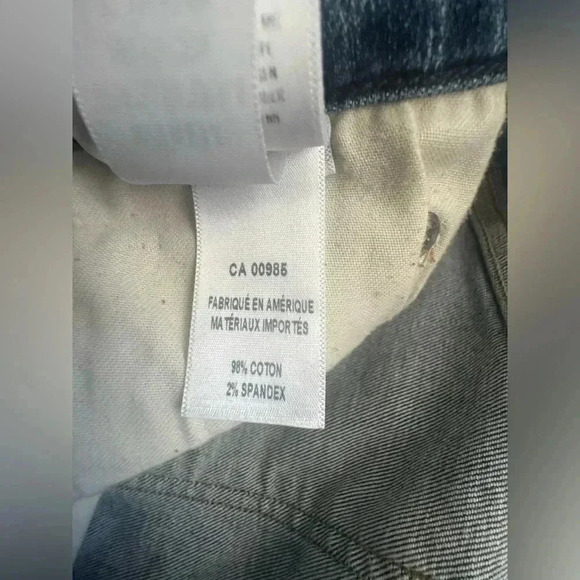 CA 00985
FABRIQUÉ EN AMÉRIQUE
MATÉRIAUX IMPORTÉS
98% COTON
2% SPANDEX